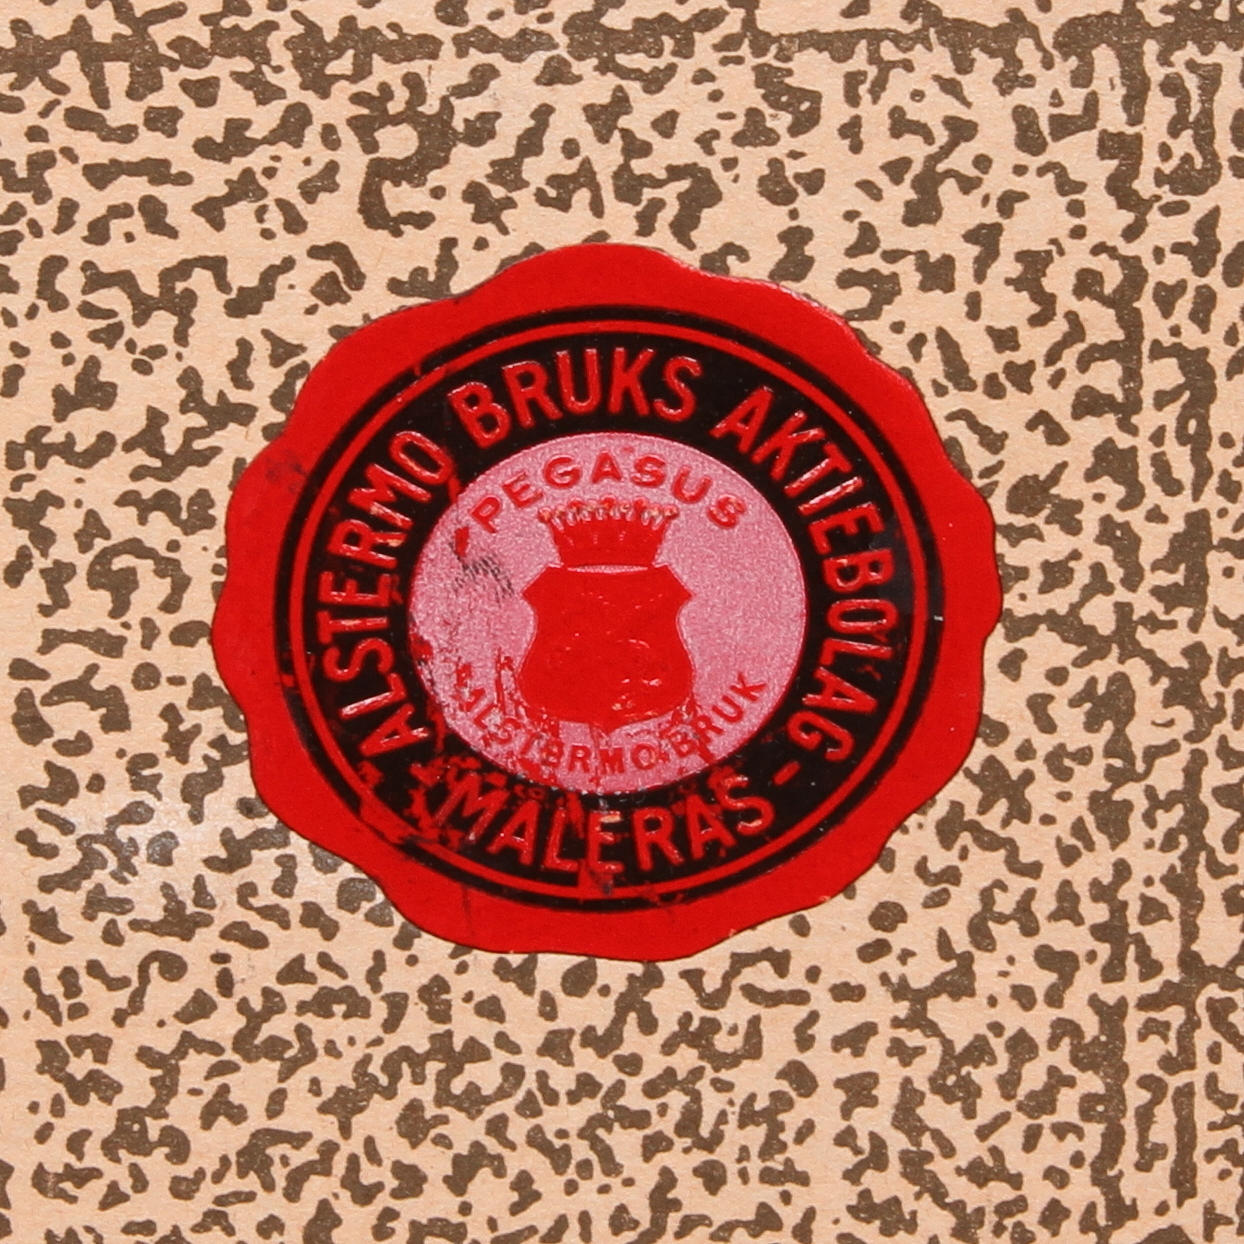 ALSTERMO BRUKS AKTIEBOLAG -
MALERAS
PEGASUS
ALSTERMO BRUK